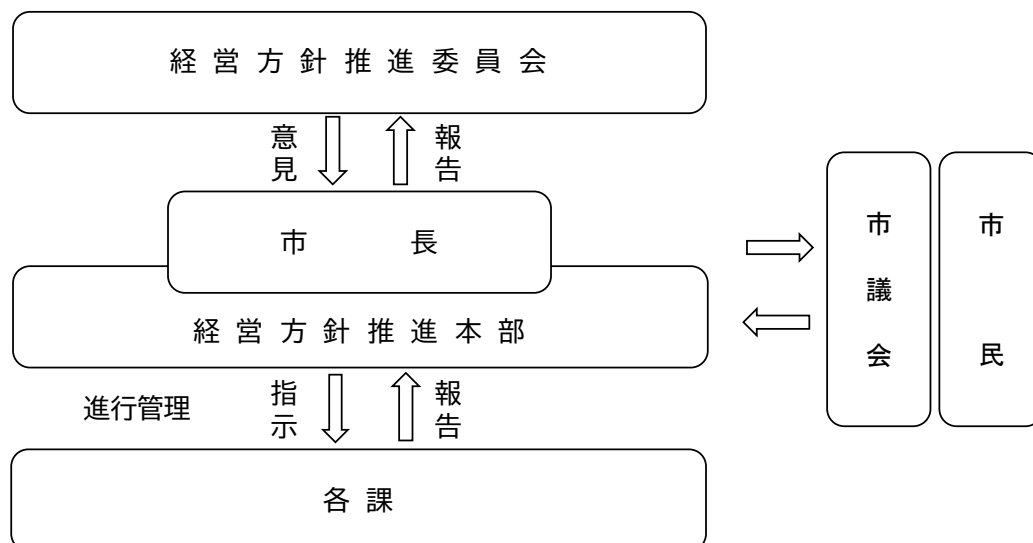 経営方針推進委員会
意見
報告
市長
市議会
市民
経営方針推進本部
進行管理
指示
報告
各課